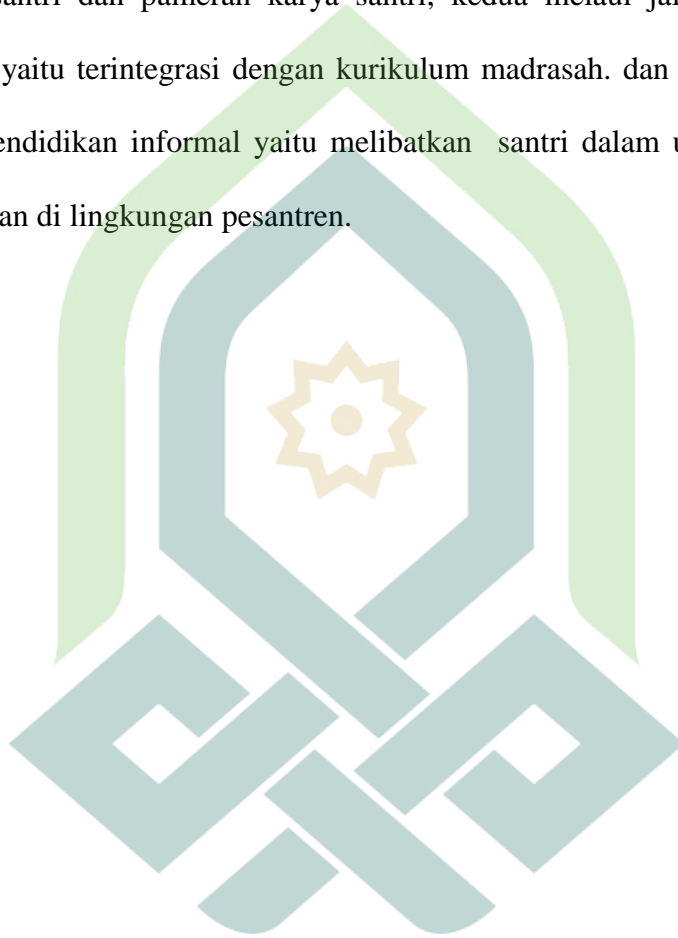 santri dan pameran karya santri, kedua melaui
yaitu terintegrasi dengan kurikulum madrasah. dan
endidikan informal yaitu melibatkan santri dalam
an di lingkungan pesantren.